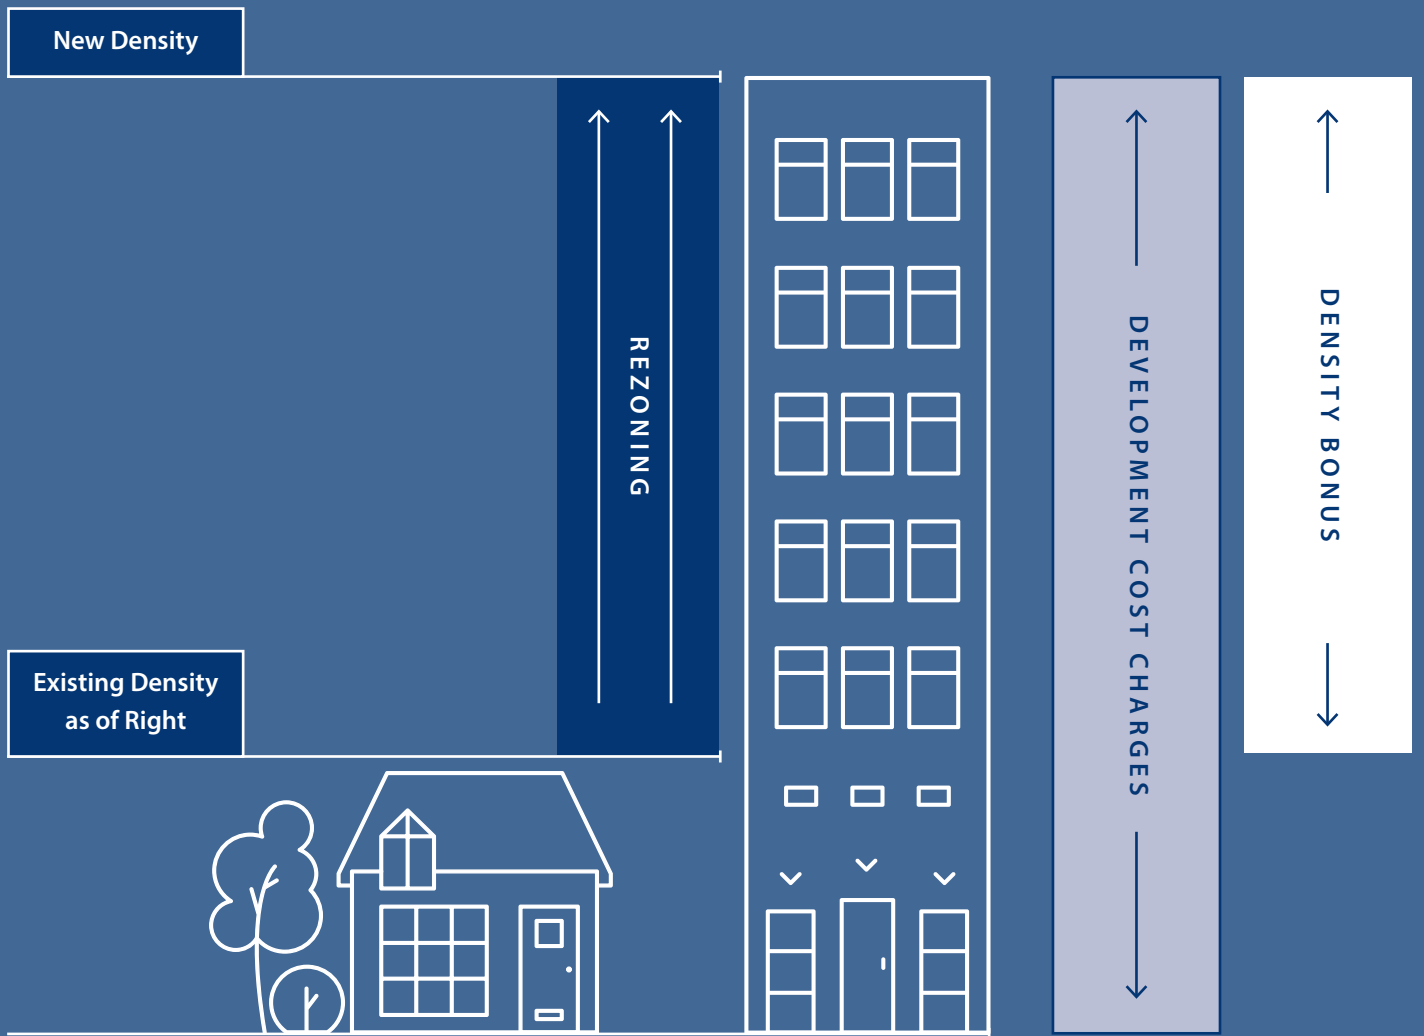 New Density
REZONING
DEVELOPMENT COST CHARGES
DENSITY BONUS
Existing Density
as of Right